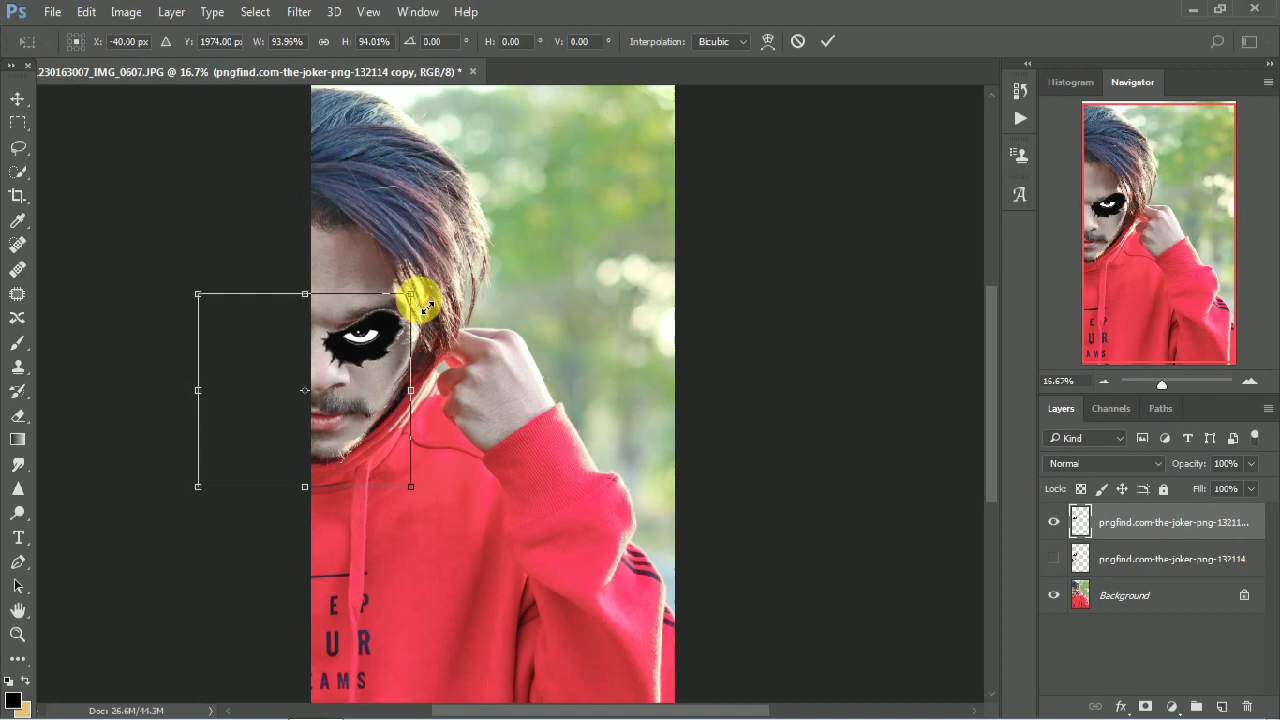 Ps File Edit Image Layer Type Select Filter 3D View Window Help
X: -40.00 px Y: 1974.00 px W: 93.96% H: 94.01% 0.00 ° H: 0.00 ° V: 0.00 ° Interpolation: Bicubic
230163007_IMG_0607.JPG @ 16.7% (pngfind.com-the-joker-png-132114 copy, RGB/8) * ×
Histogram Navigator
16.67%
Layers Channels Paths
Kind
Normal Opacity: 100%
Lock: Fill: 100%
pngfind.com-the-joker-png-13211...
pngfind.com-the-joker-png-132114
Background
E P
U R
AMS
Doc: 26.6M/44.3M